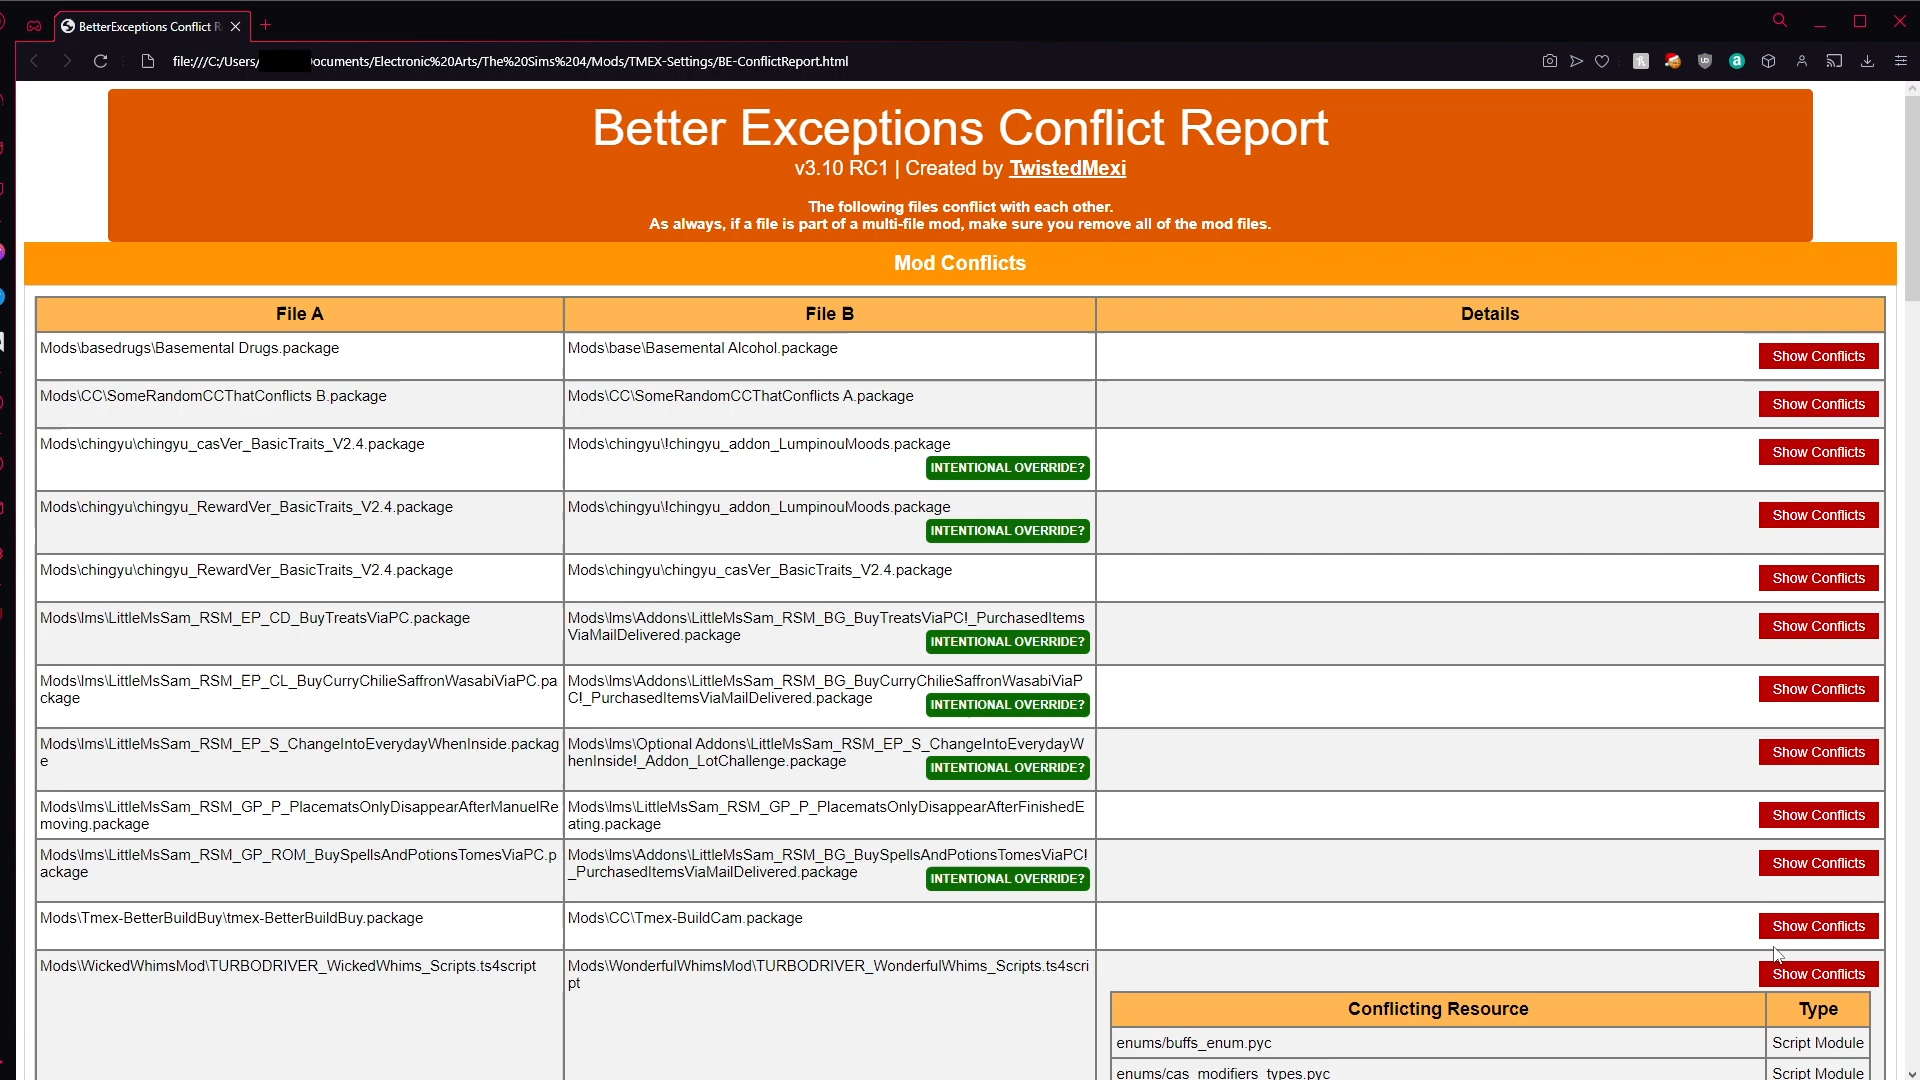 BetterExceptions Conflict R
file:///C:/Users/ ocuments/Electronic%20Arts/The%20Sims%204/Mods/TMEX-Settings/BE-ConflictReport.html
Better Exceptions Conflict Report
v3.10 RC1 | Created by TwistedMexi
The following files conflict with each other.
As always, if a file is part of a multi-file mod, make sure you remove all of the mod files.
Mod Conflicts
File A File B Details
Mods\basedrugs\Basemental Drugs.package Mods\base\Basemental Alcohol.package
Show Conflicts
Mods\CC\SomeRandomCCThatConflicts B.package Mods\CC\SomeRandomCCThatConflicts A.package
Show Conflicts
Mods\chingyu\chingyu_casVer_BasicTraits_V2.4.package Mods\chingyu\!chingyu_addon_LumpinouMoods.package
Show Conflicts
INTENTIONAL OVERRIDE?
Mods\chingyu\chingyu_RewardVer_BasicTraits_V2.4.package Mods\chingyu\!chingyu_addon_LumpinouMoods.package
Show Conflicts
INTENTIONAL OVERRIDE?
Mods\chingyu\chingyu_RewardVer_BasicTraits_V2.4.package Mods\chingyu\chingyu_casVer_BasicTraits_V2.4.package
Show Conflicts
Mods\lms\LittleMsSam_RSM_EP_CD_BuyTreatsViaPC.package Mods\lms\Addons\LittleMsSam_RSM_BG_BuyTreatsViaPC!_PurchasedItems
Show Conflicts
ViaMailDelivered.package INTENTIONAL OVERRIDE?
Mods\lms\LittleMsSam_RSM_EP_CL_BuyCurryChilieSaffronWasabiViaPC.pa Mods\lms\Addons\LittleMsSam_RSM_BG_BuyCurryChilieSaffronWasabiViaP
Show Conflicts
ckage C!_PurchasedItemsViaMailDelivered.package INTENTIONAL OVERRIDE?
Mods\lms\LittleMsSam_RSM_EP_S_ChangeIntoEverydayWhenInside.packag Mods\lms\Optional Addons\LittleMsSam_RSM_EP_S_ChangeIntoEverydayW
Show Conflicts
e henInside!_Addon_LotChallenge.package INTENTIONAL OVERRIDE?
Mods\lms\LittleMsSam_RSM_GP_P_PlacematsOnlyDisappearAfterManuelRe Mods\lms\LittleMsSam_RSM_GP_P_PlacematsOnlyDisappearAfterFinishedE
Show Conflicts
moving.package ating.package
Mods\lms\LittleMsSam_RSM_GP_ROM_BuySpellsAndPotionsTomesViaPC.p Mods\lms\Addons\LittleMsSam_RSM_BG_BuySpellsAndPotionsTomesViaPC!
Show Conflicts
ackage _PurchasedItemsViaMailDelivered.package INTENTIONAL OVERRIDE?
Mods\Tmex-BetterBuildBuy\tmex-BetterBuildBuy.package Mods\CC\Tmex-BuildCam.package
Show Conflicts
Mods\WickedWhimsMod\TURBODRIVER_WickedWhims_Scripts.ts4script Mods\WonderfulWhimsMod\TURBODRIVER_WonderfulWhims_Scripts.ts4scri
Show Conflicts
pt
Conflicting Resource Type
enums/buffs_enum.pyc Script Module
enums/cas_modifiers_types.pyc Script Module